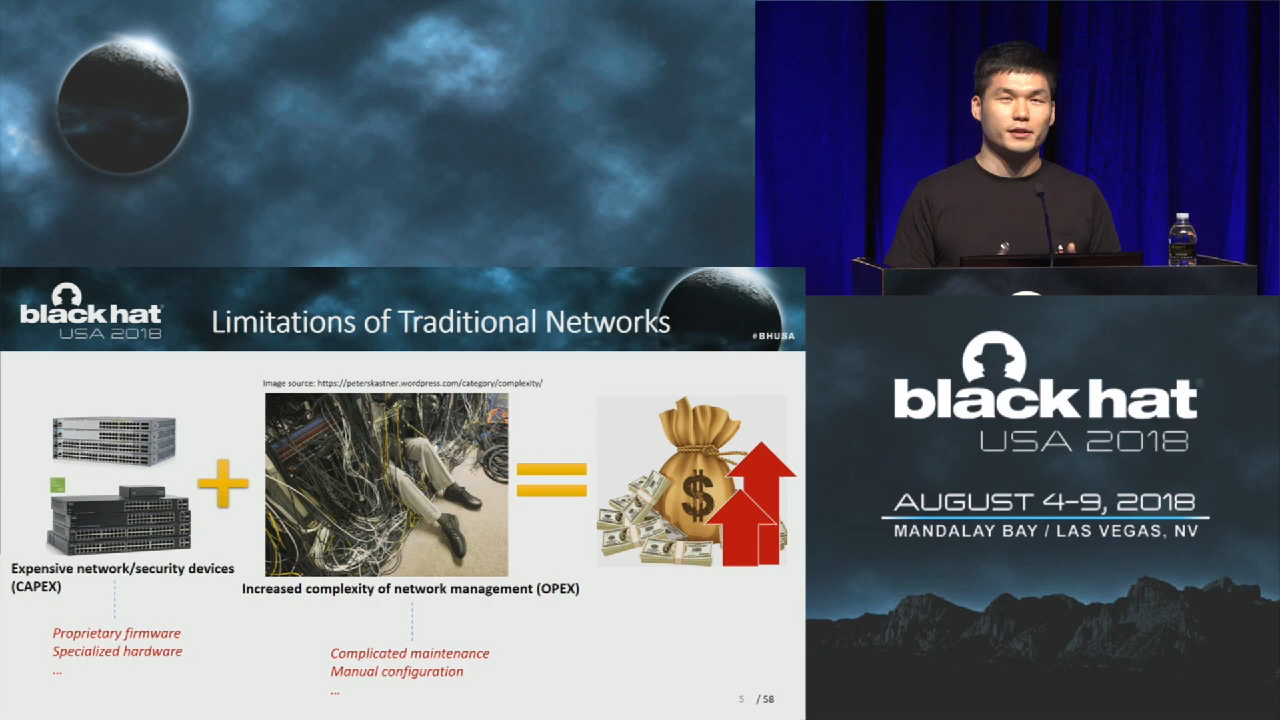 black hat
USA 2018
Limitations of Traditional Networks
#BHUSA
Image source: https://peterskastner.wordpress.com/category/complexity/
$
Expensive network/security devices
(CAPEX)
Increased complexity of network management (OPEX)
Proprietary firmware
Specialized hardware
...
Complicated maintenance
Manual configuration
...
5 / 58
black hat
USA 2018
AUGUST 4-9, 2018
MANDALAY BAY / LAS VEGAS, NV